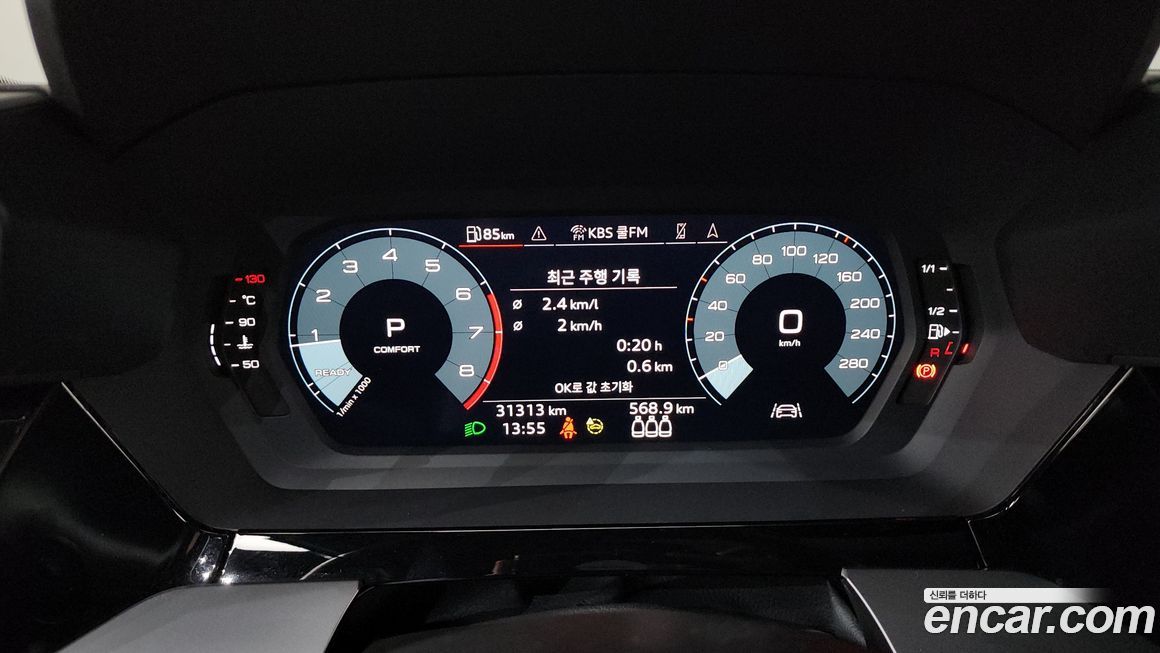 85km
FM
KBS 쿨FM
최근 주행 기록
ø 2.4 km/l
ø 2 km/h
0:20 h
0.6 km
OK로 값 초기화
31313 km
568.9 km
13:55
130
°C
90
50
1
2
3
4
5
6
7
8
P
COMFORT
READY
1/min x 1000
0
20
40
60
80
100
120
160
200
240
280
0
km/h
1/1
1/2
R
P
신뢰를 더하다
encar.com